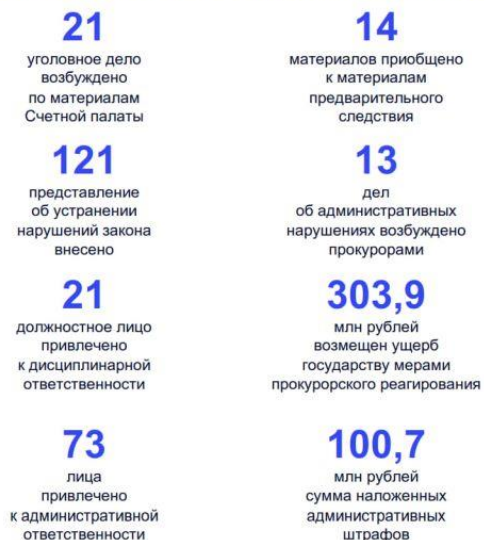 21
уголовное дело
возбуждено
по материалам
Счетной палаты
14
материалов приобщено
к материалам
предварительного
следствия
121
представление
об устранении
нарушений закона
внесено
13
дел
об административных
нарушениях возбуждено
прокурорами
21
должностное лицо
привлечено
к дисциплинарной
ответственности
303,9
млн рублей
возмещен ущерб
государству мерами
прокурорского реагирования
73
лица
привлечено
к административной
ответственности
100,7
млн рублей
сумма наложенных
административных
штрафов